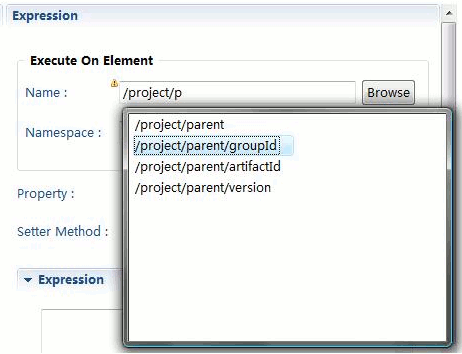 Expression
Execute On Element
Name : /project/p Browse
/project/parent
Namespace : /project/parent/groupId
/project/parent/artifactId
/project/parent/version
Property :
Setter Method :
Expression